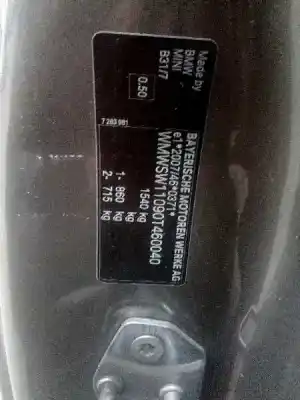 BAYERISCHE MOTOREN WERKE AG
e1*2007/46*0371*
WMWSW11090T460040
1540 kg
1- 860 kg
2- 715 kg
Made by
BMW
MINI
B31/7
0.50
7 283 981